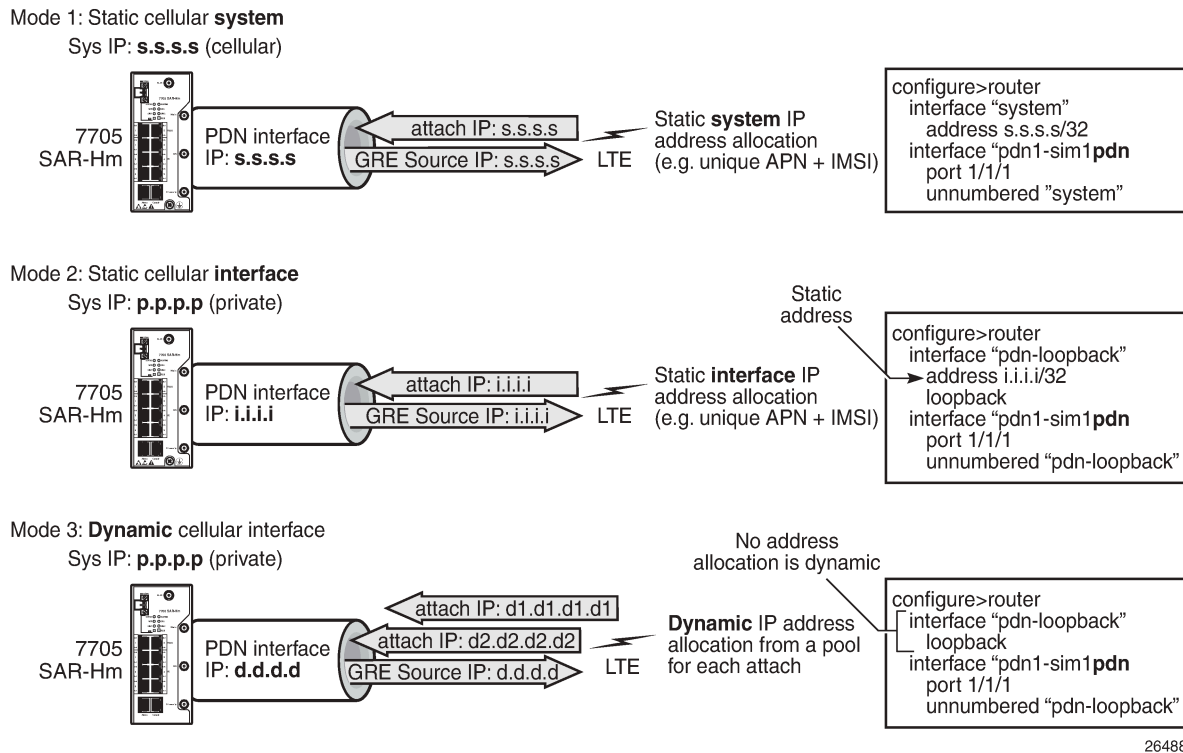 Mode 1: Static cellular system
Sys IP: s.s.s.s (cellular)
7705
SAR-Hm
PDN interface
IP: s.s.s.s
attach IP: s.s.s.s
GRE Source IP: s.s.s.s
LTE
Static system IP
address allocation
(e.g. unique APN + IMSI)
configure>router
interface “system”
address s.s.s.s/32
interface “pdn1-sim1pdn
port 1/1/1
unnumbered ”system”
Mode 2: Static cellular interface
Sys IP: p.p.p.p (private)
7705
SAR-Hm
PDN interface
IP: i.i.i.i
attach IP: i.i.i.i
GRE Source IP: i.i.i.i
LTE
Static interface IP
address allocation
(e.g. unique APN + IMSI)
Static
address
configure>router
interface “pdn-loopback”
address i.i.i.i/32
loopback
interface “pdn1-sim1pdn
port 1/1/1
unnumbered “pdn-loopback”
Mode 3: Dynamic cellular interface
Sys IP: p.p.p.p (private)
7705
SAR-Hm
PDN interface
IP: d.d.d.d
attach IP: d1.d1.d1.d1
attach IP: d2.d2.d2.d2
GRE Source IP: d.d.d.d
LTE
Dynamic IP address
allocation from a pool
for each attach
No address
allocation is dynamic
configure>router
interface “pdn-loopback”
loopback
interface “pdn1-sim1pdn
port 1/1/1
unnumbered “pdn-loopback”
26488